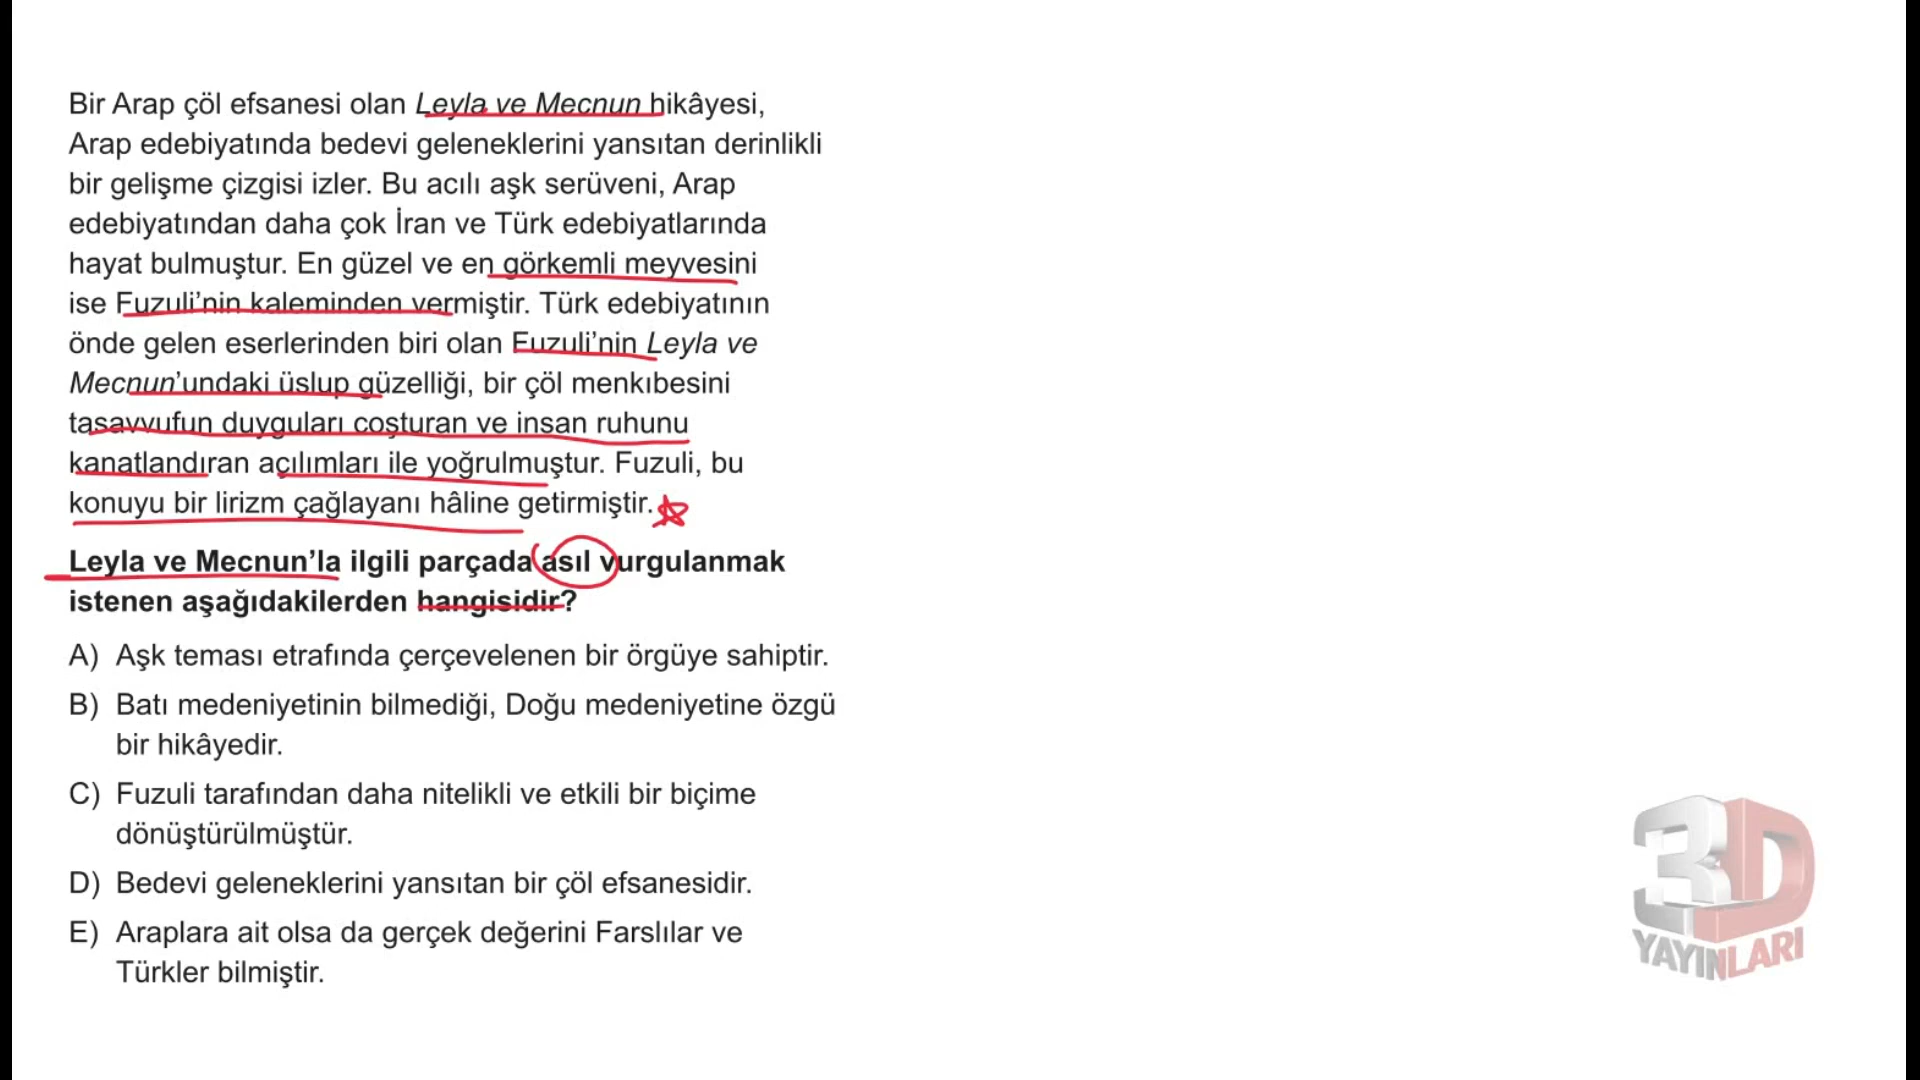 Bir Arap çöl efsanesi olan Leyla ve Mecnun hikâyesi,
Arap edebiyatında bedevi geleneklerini yansıtan derinlikli
bir gelişme çizgisi izler. Bu acılı aşk serüveni, Arap
edebiyatından daha çok İran ve Türk edebiyatlarında
hayat bulmuştur. En güzel ve en görkemli meyvesini
ise Fuzuli’nin kaleminden vermiştir. Türk edebiyatının
önde gelen eserlerinden biri olan Fuzuli’nin Leyla ve
Mecnun’undaki üslup güzelliği, bir çöl menkıbesini
tasavvufun duyguları coşturan ve insan ruhunu
kanatlandıran açılımları ile yoğrulmuştur. Fuzuli, bu
konuyu bir lirizm çağlayanı hâline getirmiştir.
Leyla ve Mecnun’la ilgili parçada asıl vurgulanmak
istenen aşağıdakilerden hangisidir?
A) Aşk teması etrafında çerçevelenen bir örgüye sahiptir.
B) Batı medeniyetinin bilmediği, Doğu medeniyetine özgü
bir hikâyedir.
C) Fuzuli tarafından daha nitelikli ve etkili bir biçime
dönüştürülmüştür.
D) Bedevi geleneklerini yansıtan bir çöl efsanesidir.
E) Araplara ait olsa da gerçek değerini Farslılar ve
Türkler bilmiştir.
3D
YAYINLARI